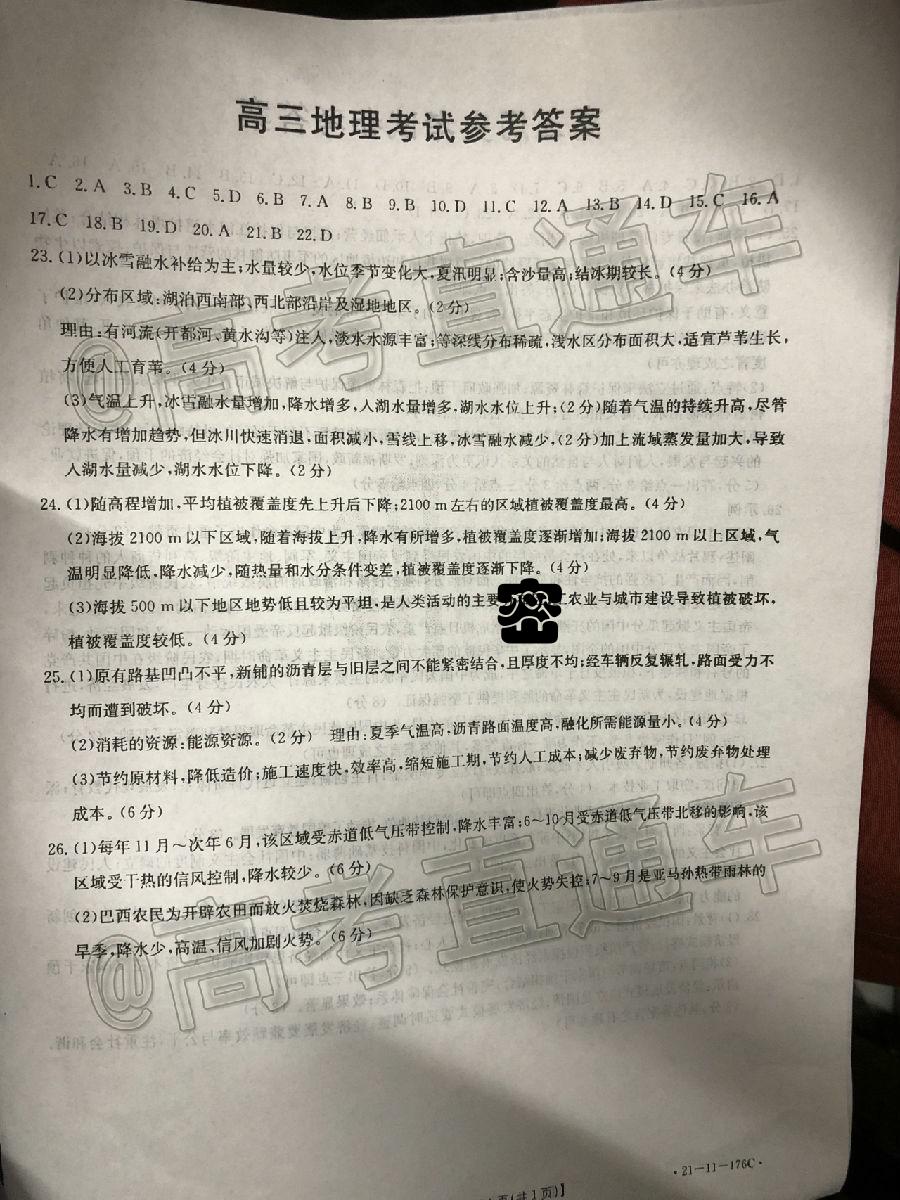 高三地理考试参考答案
1.C 2.A 3.B 4.C 5.D 6.B 7.A 8.B 9.B 10.D 11.C 12.A 13.B 14.D 15.C 16.A
17.C 18.B 19.D 20.A 21.B 22.D
23.(1)以冰雪融水补给为主;水量较少,水位季节变化大,夏汛明显;含沙量高;结冰期较长。(4分)
(2)分布区域:湖泊西南部、西北部沿岸及湿地地区。(2分)
理由:有河流(开都河、黄水沟等)注入,淡水水源丰富;等深线分布稀疏,浅水区分布面积大,适宜芦苇生长,
方便人工育苇。(4分)
(3)气温上升,冰雪融水量增加,降水增多,入湖水量增多,湖水水位上升;(2分)随着气温的持续升高,尽管
降水有增加趋势,但冰川快速消退,面积减小,雪线上移,冰雪融水减少,(2分)加上流域蒸发量加大,导致
入湖水量减少,湖水水位下降。(2分)
24.(1)随高程增加,平均植被覆盖度先上升后下降;2100 m左右的区域植被覆盖度最高。(4分)
(2)海拔2100 m以下区域,随着海拔上升,降水有所增多,植被覆盖度逐渐增加;海拔2100 m以上区域,气
温明显降低,降水减少,随热量和水分条件变差,植被覆盖度逐渐下降。(4分)
(3)海拔500 m以下地区地势低且较为平坦,是人类活动的主要 农业与城市建设导致植被破坏,
植被覆盖度较低。(4分)
25.(1)原有路基凹凸不平,新铺的沥青层与旧层之间不能紧密结合,且厚度不均;经车辆反复辗轧,路面受力不
均而遭到破坏。(4分)
(2)消耗的资源:能源资源。(2分) 理由:夏季气温高,沥青路面温度高,融化所需能源量小。(4分)
(3)节约原材料,降低造价;施工速度快,效率高,缩短施工期,节约人工成本;减少废弃物,节约废弃物处理
成本。(6分)
26.(1)每年11月~次年6月,该区域受赤道低气压带控制,降水丰富;6~10月受赤道低气压带北移的影响,该
区域受干热的信风控制,降水较少。(6分)
(2)巴西农民为开辟农田而放火焚烧森林,因缺乏森林保护意识,使火势失控;7~9月是亚马孙热带雨林的
旱季,降水少,高温、信风加剧火势。(6分)
@高考直通车
@高考直通车
页(共1页)】
·21-11-176C·